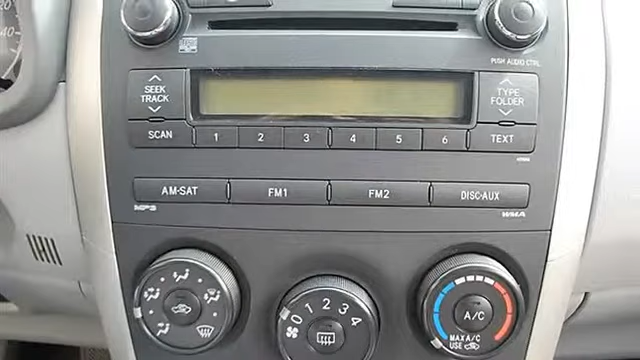 PUSH AUDIO CTRL
SEEK
TRACK
TYPE
FOLDER
SCAN
1
2
3
4
5
6
TEXT
AM·SAT
FM1
FM2
DISC·AUX
MP3
WMA
0 1 2 3 4
A/C
MAX A/C
USE